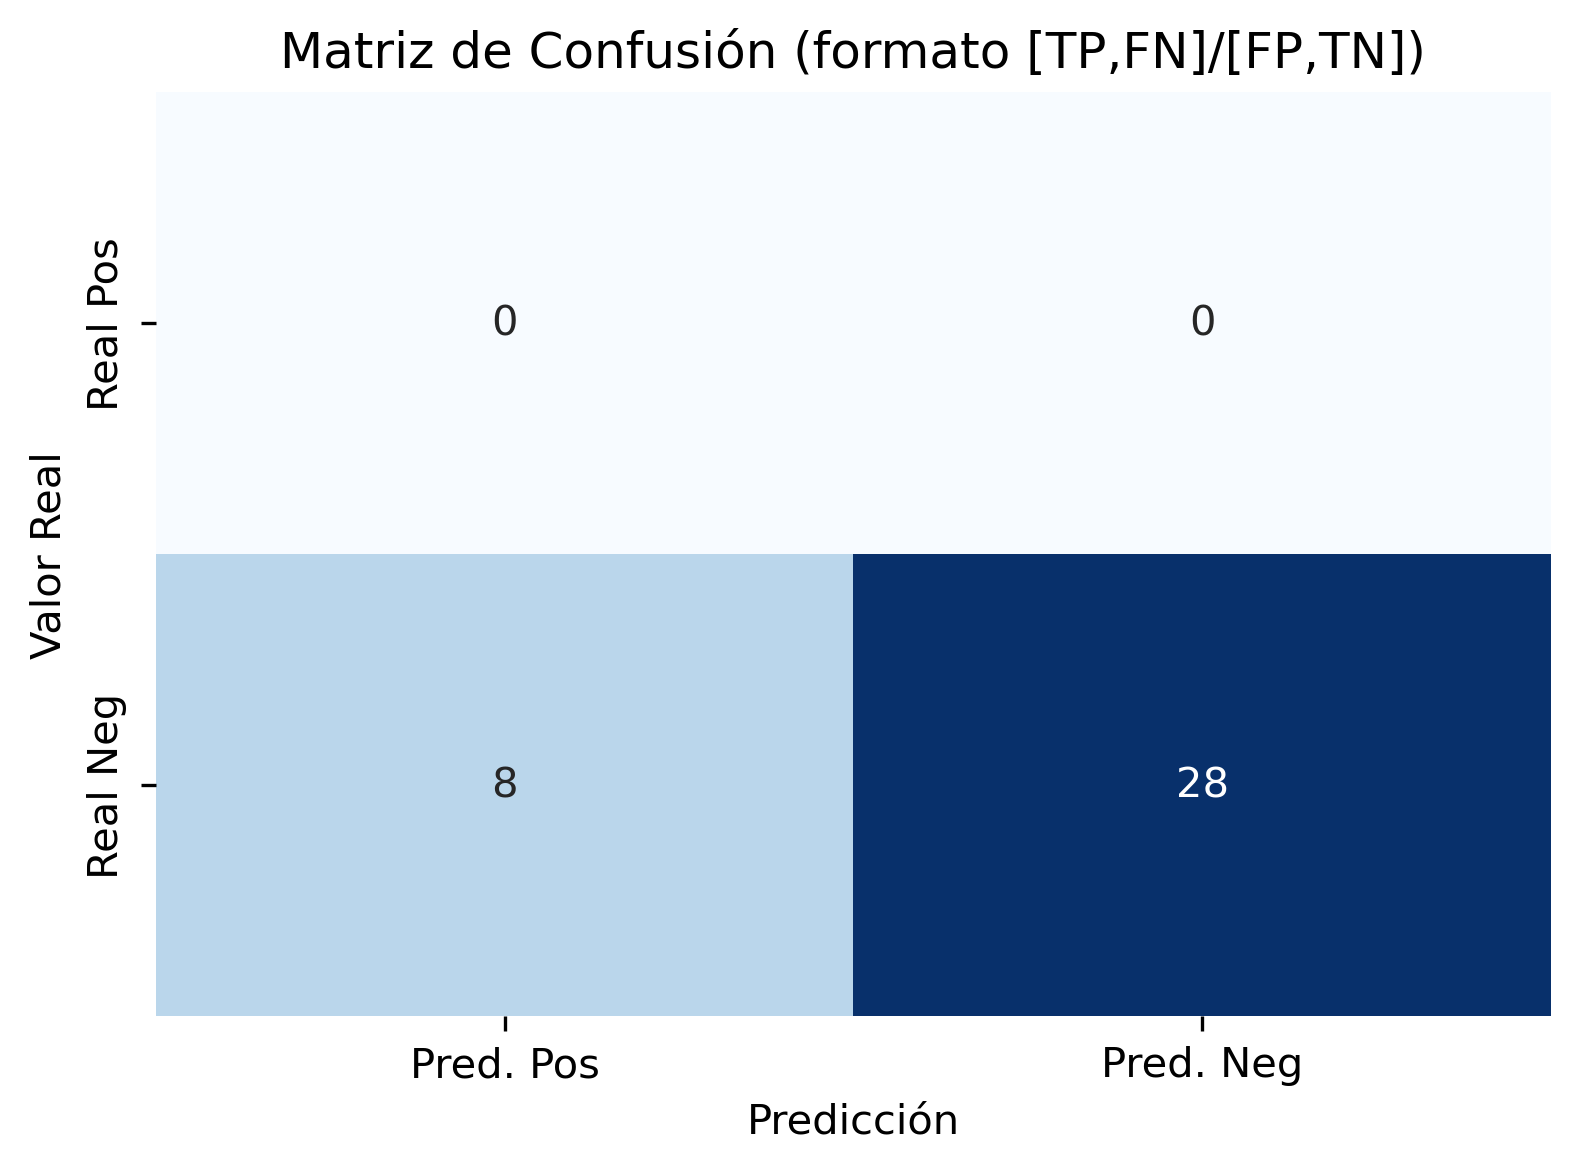 Matriz de Confusión (formato [TP,FN]/[FP,TN])
Valor Real
Real Pos
0
0
Real Neg
8
28
Pred. Pos
Pred. Neg
Predicción